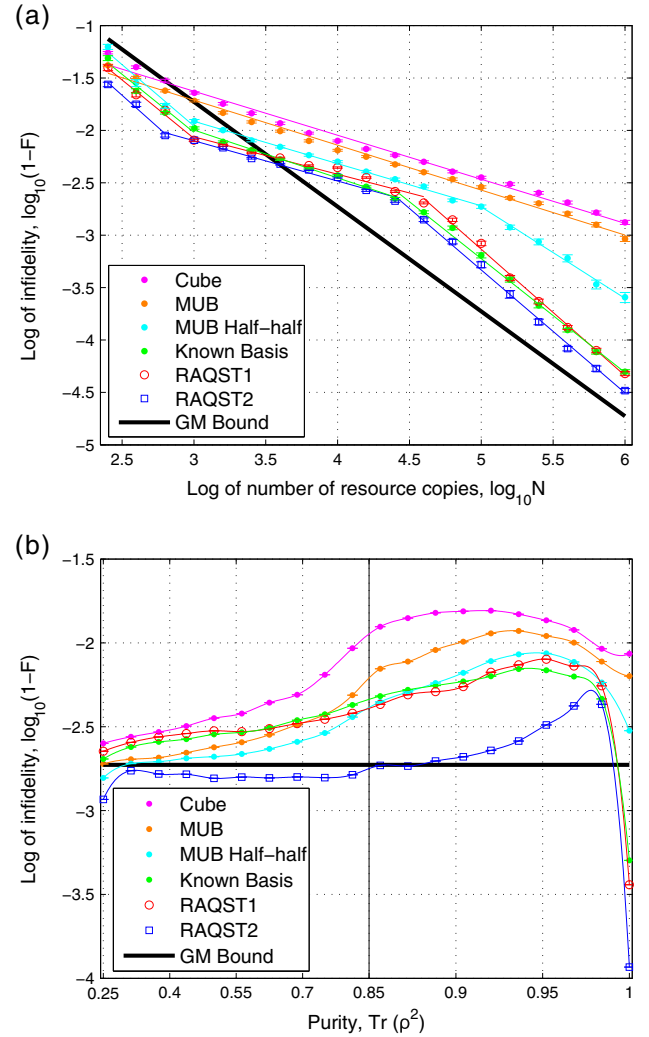 (a)
−1
−1.5
−2
−2.5
−3
−3.5
−4
−4.5
−5
Log of infidelity, log10(1−F)
Cube
MUB
MUB Half−half
Known Basis
RAQST1
RAQST2
GM Bound
2.5 3 3.5 4 4.5 5 5.5 6
Log of number of resource copies, log10N
(b)
−1.5
−2
−2.5
−3
−3.5
−4
Log of infidelity, log10(1−F)
Cube
MUB
MUB Half−half
Known Basis
RAQST1
RAQST2
GM Bound
0.25 0.4 0.55 0.7 0.85 0.9 0.95 1
Purity, Tr (ρ²)